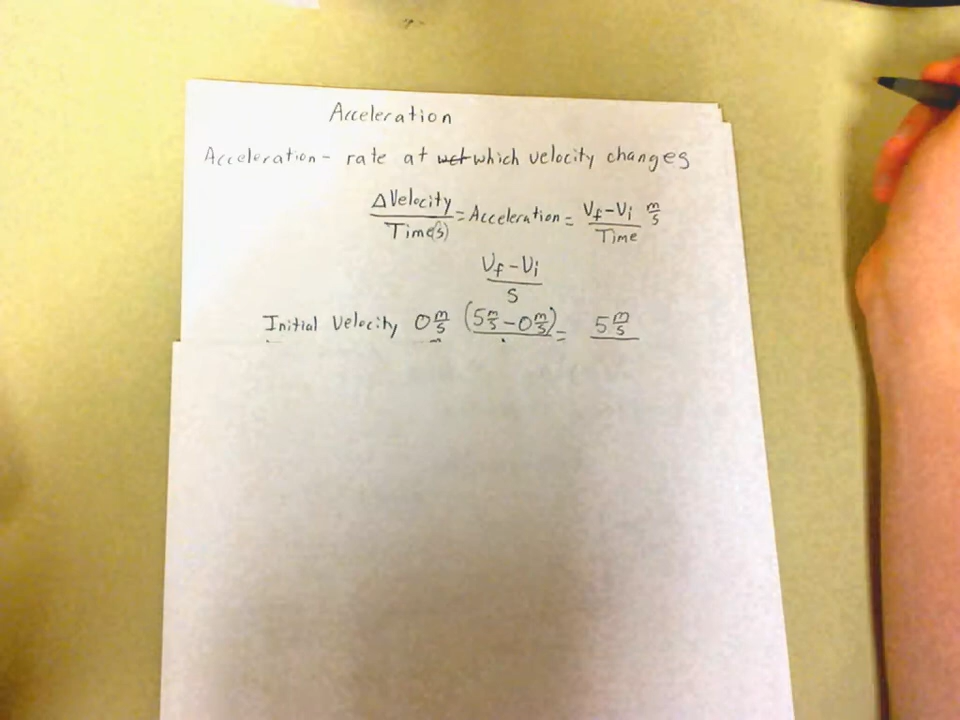 Acceleration
Acceleration - rate at wct which velocity changes
ΔVelocity/Time(s) = Acceleration = Vf-Vi/Time m/s
Vf-Vi/s
Initial Velocity 0 m/s (5 m/s - 0 m/s) = 5 m/s